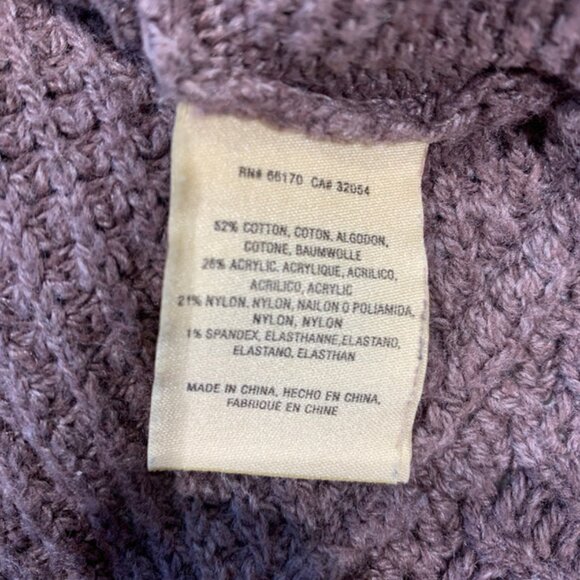 RN# 66170 CA# 32054
52% COTTON, COTON, ALGODON,
COTONE, BAUMWOLLE
26% ACRYLIC, ACRYLIQUE, ACRILICO,
ACRILICO, ACRYLIC
21% NYLON, NYLON, NAILON O POLIAMIDA,
NYLON, NYLON
1% SPANDEX, ELASTHANNE,ELASTANO,
ELASTANO, ELASTHAN
MADE IN CHINA, HECHO EN CHINA,
FABRIQUÉ EN CHINE